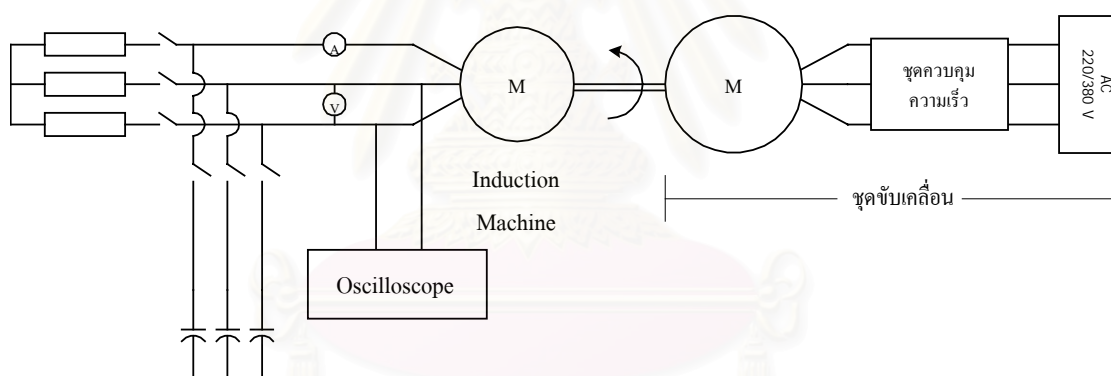 A
V
M
M
ชุดควบคุม
ความเร็ว
AC
220/380 V
Induction
Machine
ชุดขับเคลื่อน
Oscilloscope